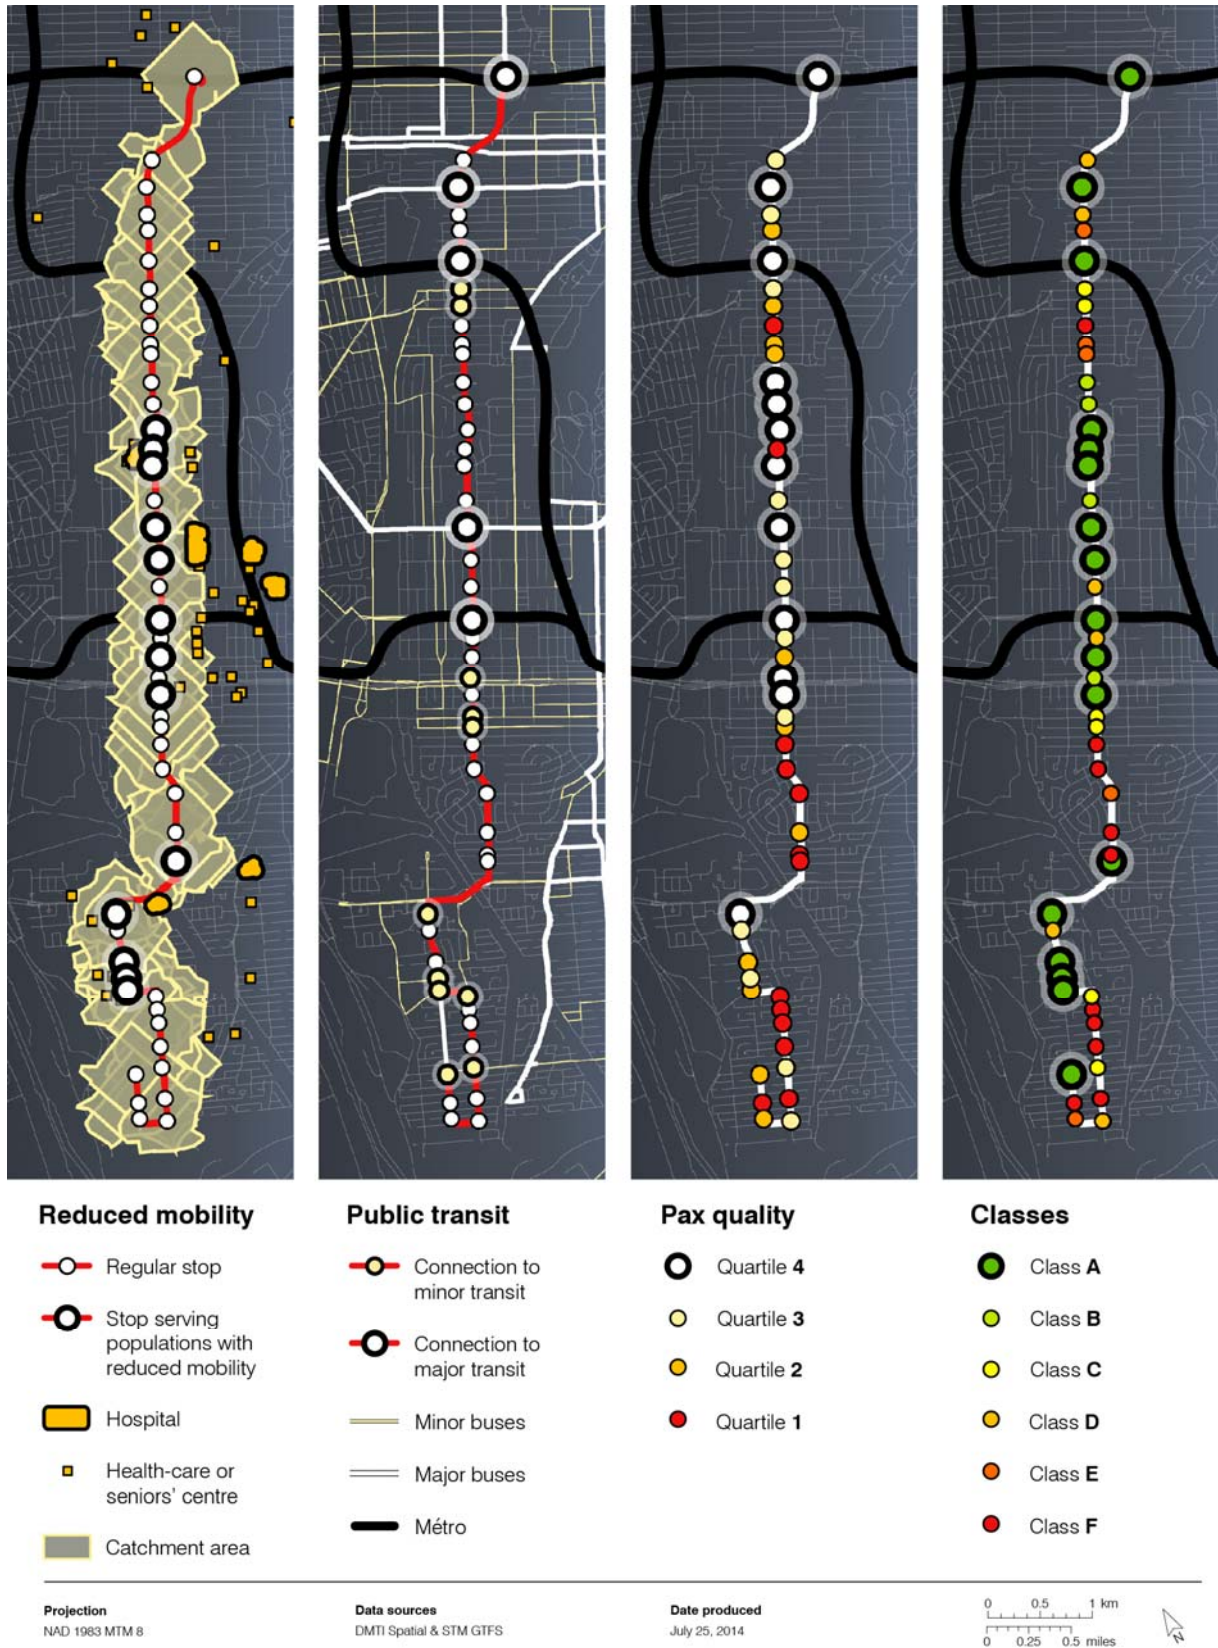 Reduced mobility
Regular stop
Stop serving
populations with
reduced mobility
Hospital
Health-care or
seniors' centre
Catchment area
Public transit
Connection to
minor transit
Connection to
major transit
Minor buses
Major buses
Métro
Pax quality
Quartile 4
Quartile 3
Quartile 2
Quartile 1
Classes
Class A
Class B
Class C
Class D
Class E
Class F
Projection
NAD 1983 MTM 8
Data sources
DMTI Spatial & STM GTFS
Date produced
July 25, 2014
0 0.5 1 km
0 0.25 0.5 miles
N